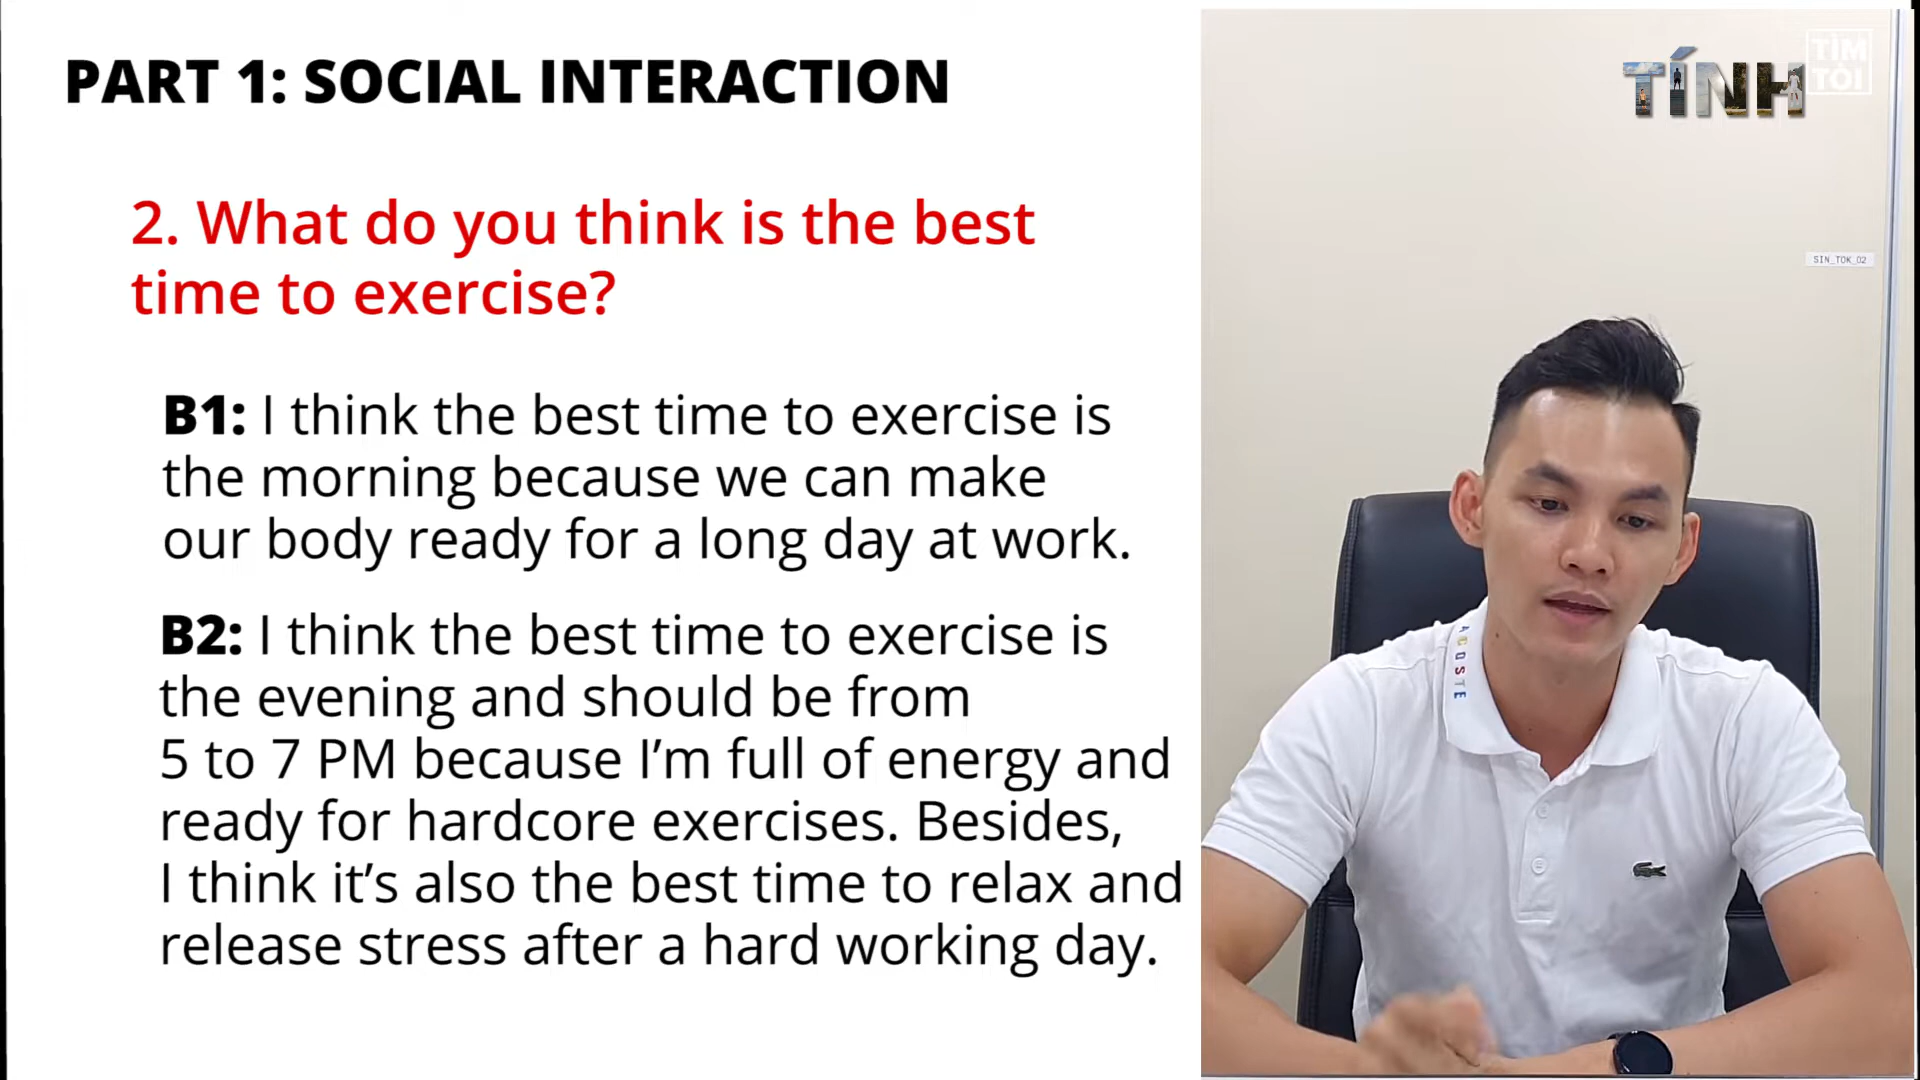 PART 1: SOCIAL INTERACTION
2. What do you think is the best
time to exercise?
B1: I think the best time to exercise is
the morning because we can make
our body ready for a long day at work.
B2: I think the best time to exercise is
the evening and should be from
5 to 7 PM because I’m full of energy and
ready for hardcore exercises. Besides,
I think it’s also the best time to relax and
release stress after a hard working day.
TÍNH
TÌM
TÒI
SIN_TOK_02
ACOSTE